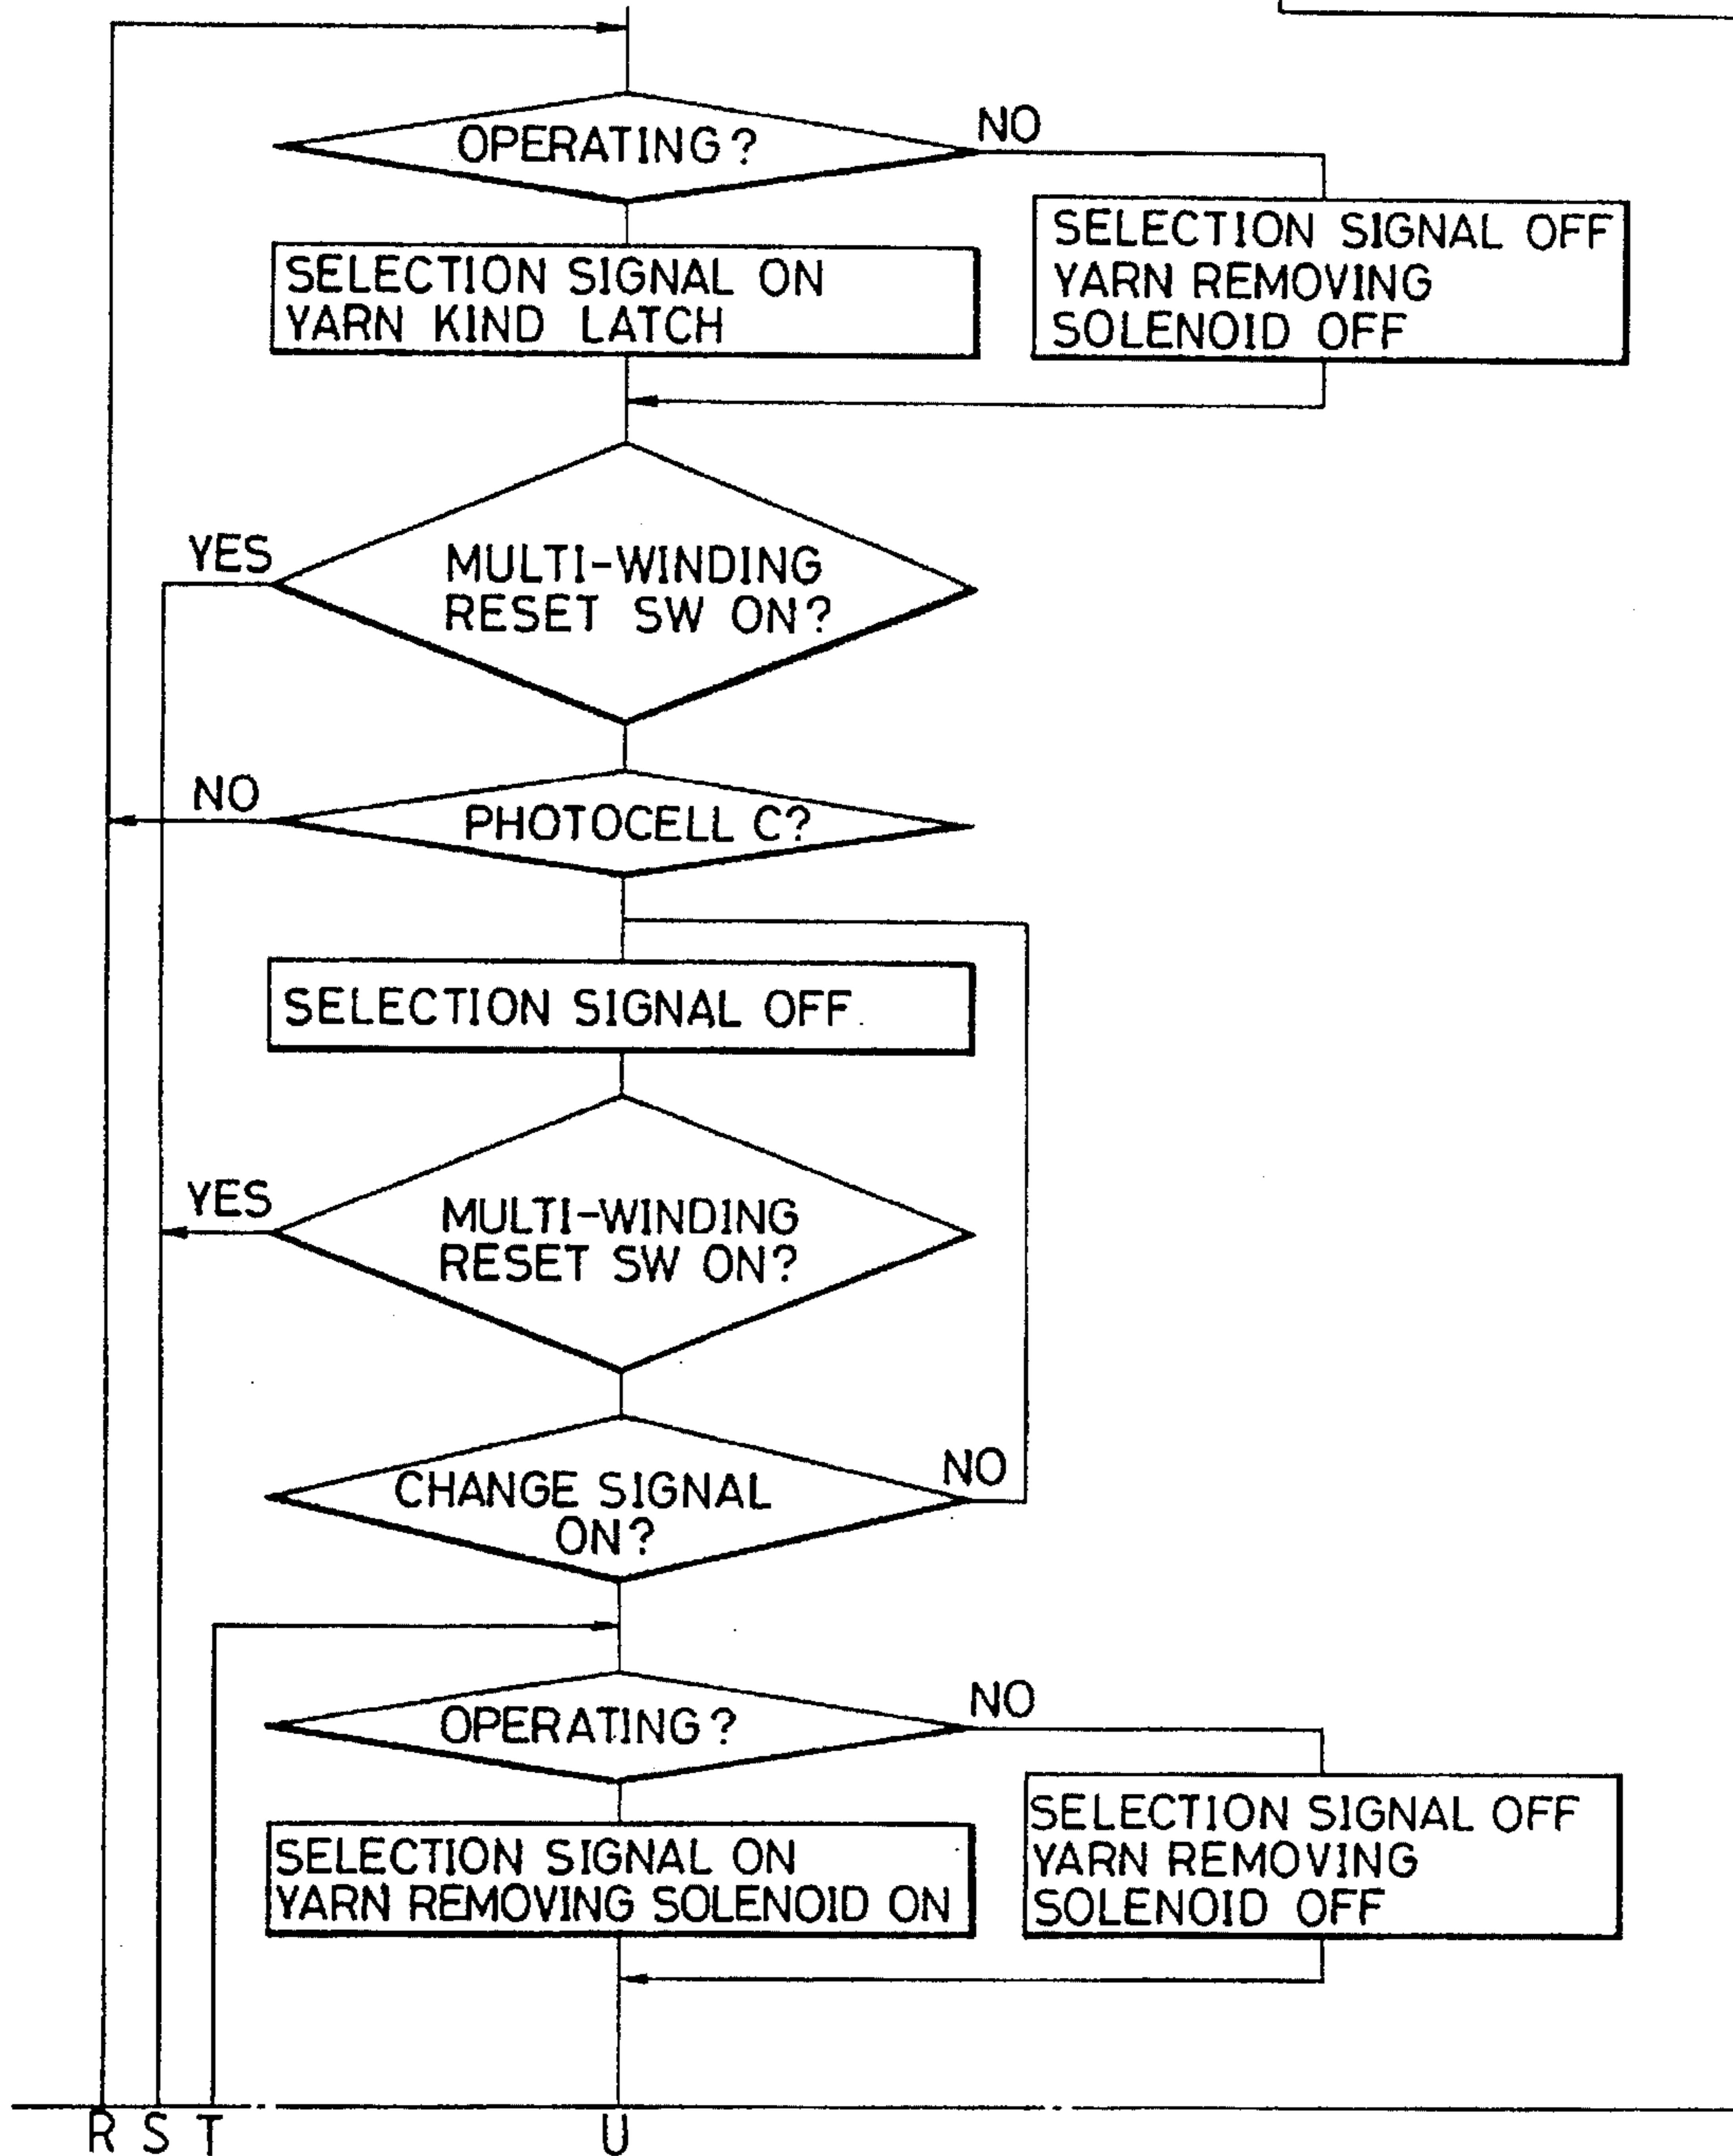 OPERATING?
NO
SELECTION SIGNAL ON
YARN KIND LATCH
SELECTION SIGNAL OFF
YARN REMOVING
SOLENOID OFF
YES
MULTI-WINDING
RESET SW ON?
NO
PHOTOCELL C?
SELECTION SIGNAL OFF
YES
MULTI-WINDING
RESET SW ON?
CHANGE SIGNAL
ON?
NO
OPERATING?
NO
SELECTION SIGNAL ON
YARN REMOVING SOLENOID ON
SELECTION SIGNAL OFF
YARN REMOVING
SOLENOID OFF
R S T U